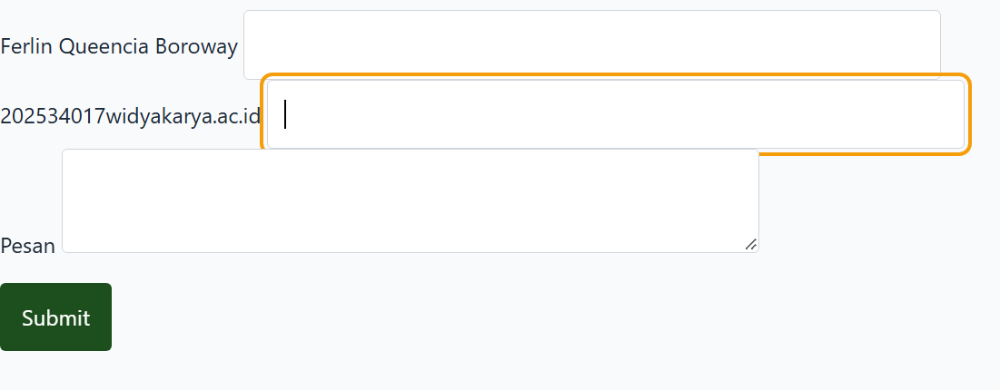 Ferlin Queencia Boroway
202534017widyakarya.ac.id
Pesan
Submit